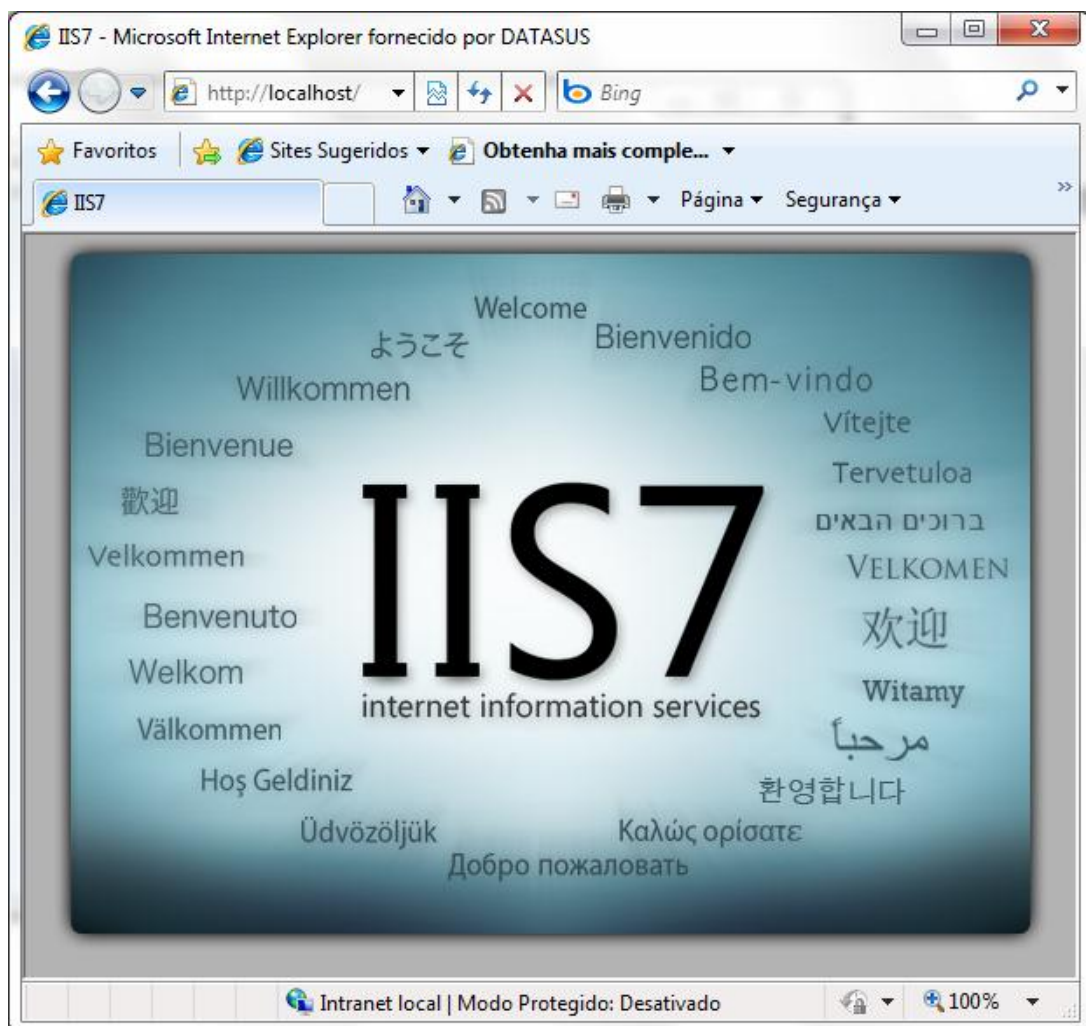 IIS7 - Microsoft Internet Explorer fornecido por DATASUS
http://localhost/
Bing
Favoritos
Sites Sugeridos
Obtenha mais comple...
IIS7
Página
Segurança
»
Welcome
ようこそ
Bienvenido
Willkommen
Bem-vindo
Vítejte
Bienvenue
Tervetuloa
歡迎
ברוכים הבאים
Velkommen
VELKOMEN
Benvenuto
欢迎
Welkom
Witamy
Välkommen
مرحباً
Hoş Geldiniz
환영합니다
Üdvözöljük
Καλώς ορίσατε
Добро пожаловать
IIS7
internet information services
Intranet local | Modo Protegido: Desativado
100%